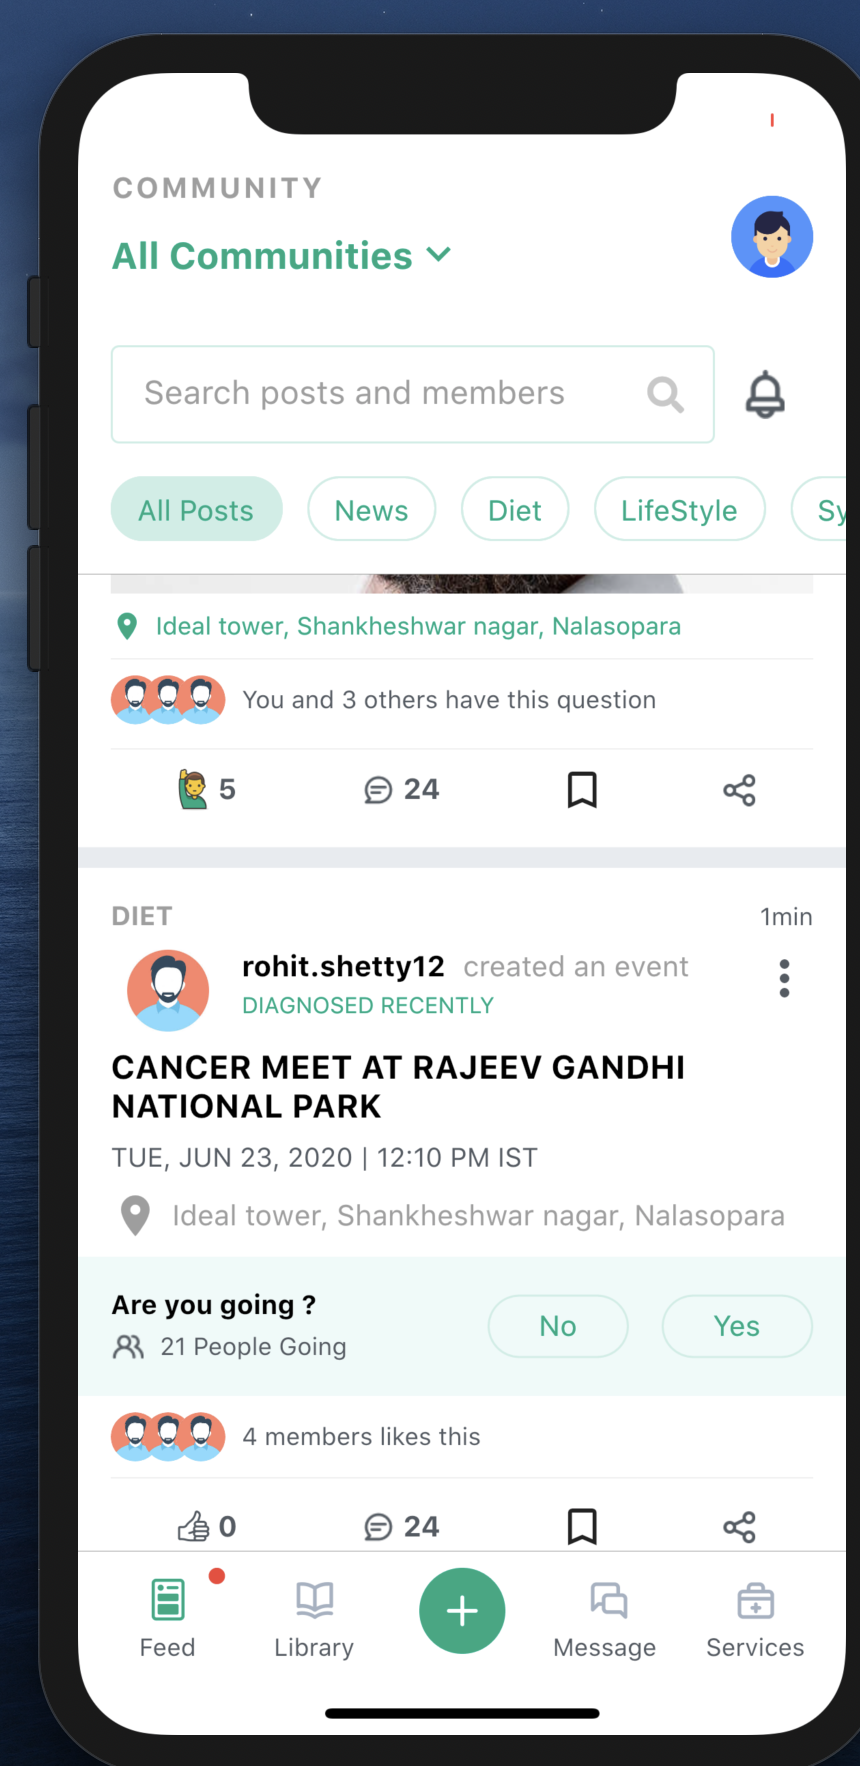 COMMUNITY
All Communities
Search posts and members
All Posts News Diet LifeStyle Sy
Ideal tower, Shankheshwar nagar, Nalasopara
You and 3 others have this question
5 24
DIET 1min
rohit.shetty12 created an event
DIAGNOSED RECENTLY
CANCER MEET AT RAJEEV GANDHI
NATIONAL PARK
TUE, JUN 23, 2020 | 12:10 PM IST
Ideal tower, Shankheshwar nagar, Nalasopara
Are you going ?
No Yes
21 People Going
4 members likes this
0 24
Feed Library Message Services